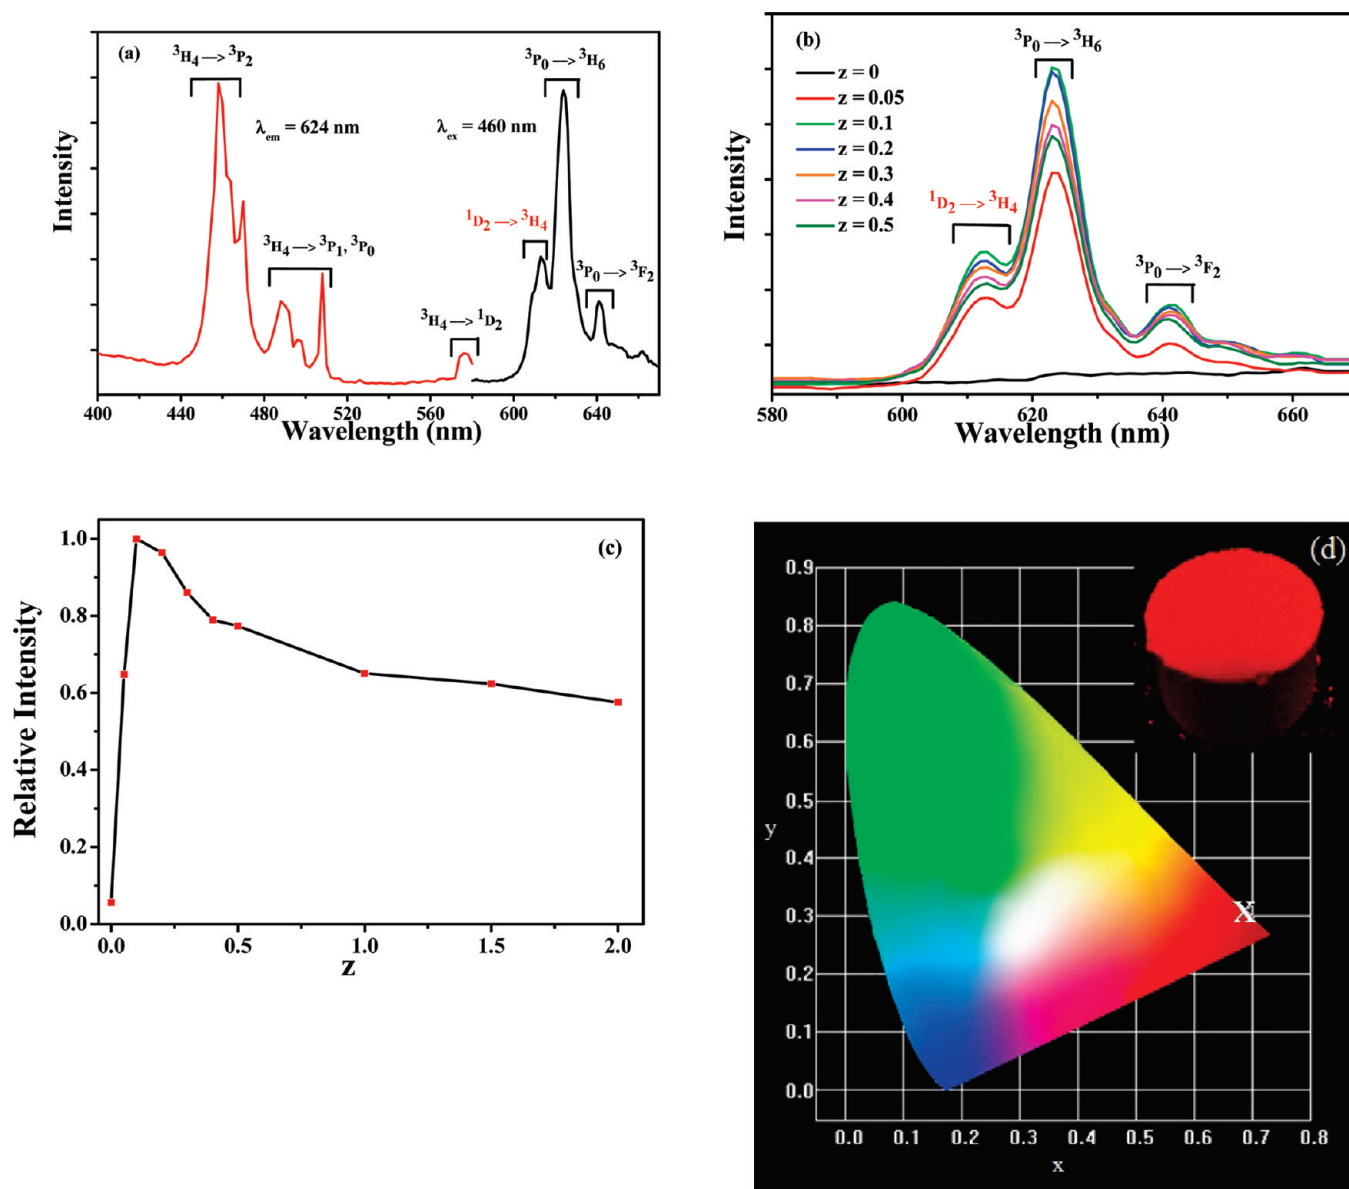 (a)
³H₄ —> ³P₂
³P₀ —> ³H₆
λem = 624 nm
λex = 460 nm
¹D₂ —> ³H₄
³H₄ —> ³P₁, ³P₀
³P₀ —> ³F₂
³H₄ —> ¹D₂
Intensity
400 440 480 520 560 600 640
Wavelength (nm)
(b)
³P₀ —> ³H₆
z = 0
z = 0.05
z = 0.1
z = 0.2
z = 0.3
z = 0.4
z = 0.5
¹D₂ —> ³H₄
³P₀ —> ³F₂
Intensity
580 600 620 640 660
Wavelength (nm)
(c)
1.0
0.8
0.6
0.4
0.2
0.0
Relative Intensity
0.0 0.5 1.0 1.5 2.0
z
(d)
0.9
0.8
0.7
0.6
0.5
0.4
0.3
0.2
0.1
0.0
y
X
0.0 0.1 0.2 0.3 0.4 0.5 0.6 0.7 0.8
x